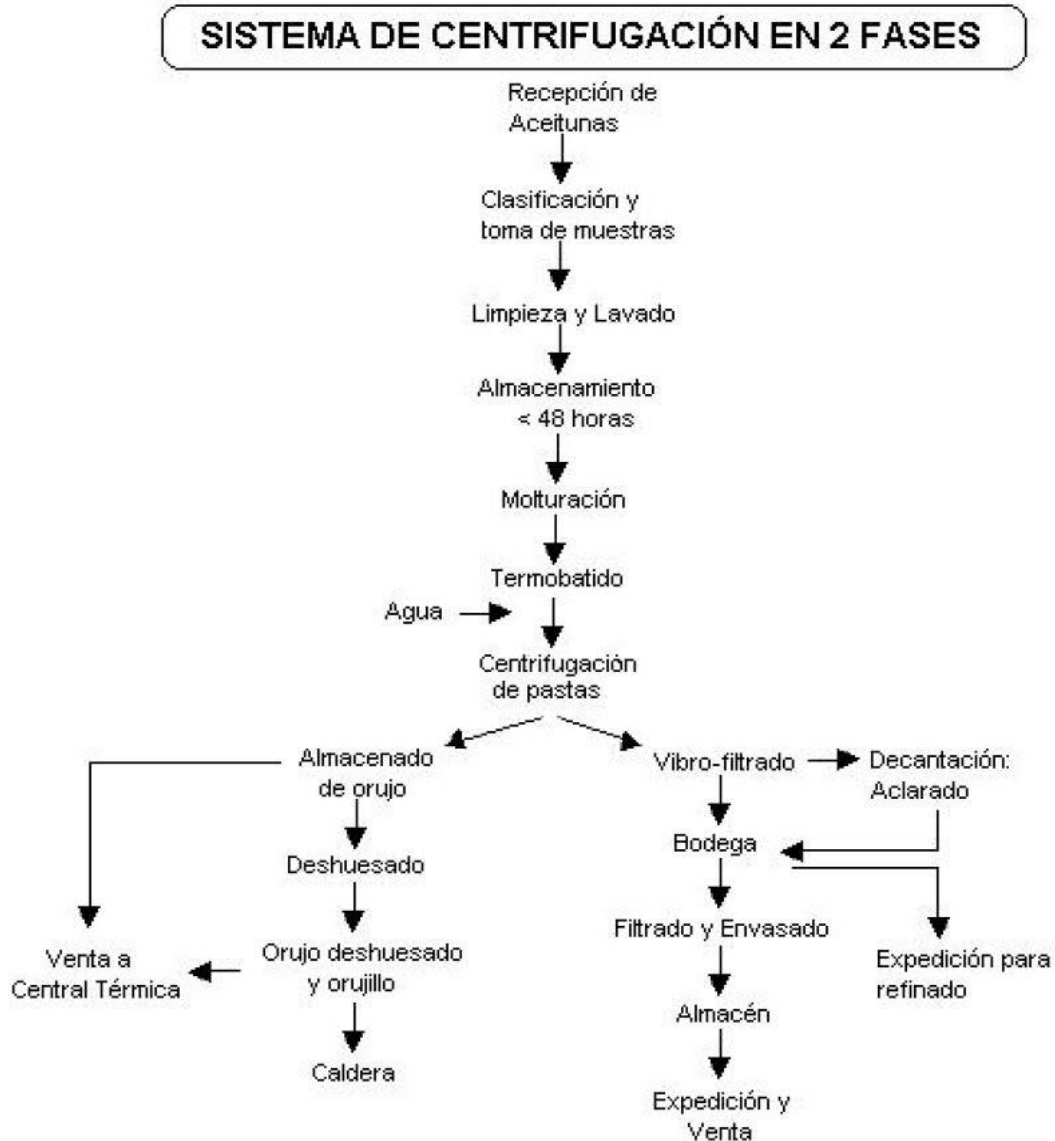 SISTEMA DE CENTRIFUGACIÓN EN 2 FASES
Recepción de
Aceitunas
Clasificación y
toma de muestras
Limpieza y Lavado
Almacenamiento
< 48 horas
Molturación
Termobatido
Agua
Centrifugación
de pastas
Almacenado
de orujo
Vibro-filtrado
Decantación:
Aclarado
Deshuesado
Bodega
Orujo deshuesado
y orujillo
Venta a
Central Térmica
Caldera
Filtrado y Envasado
Expedición para
refinado
Almacén
Expedición y
Venta